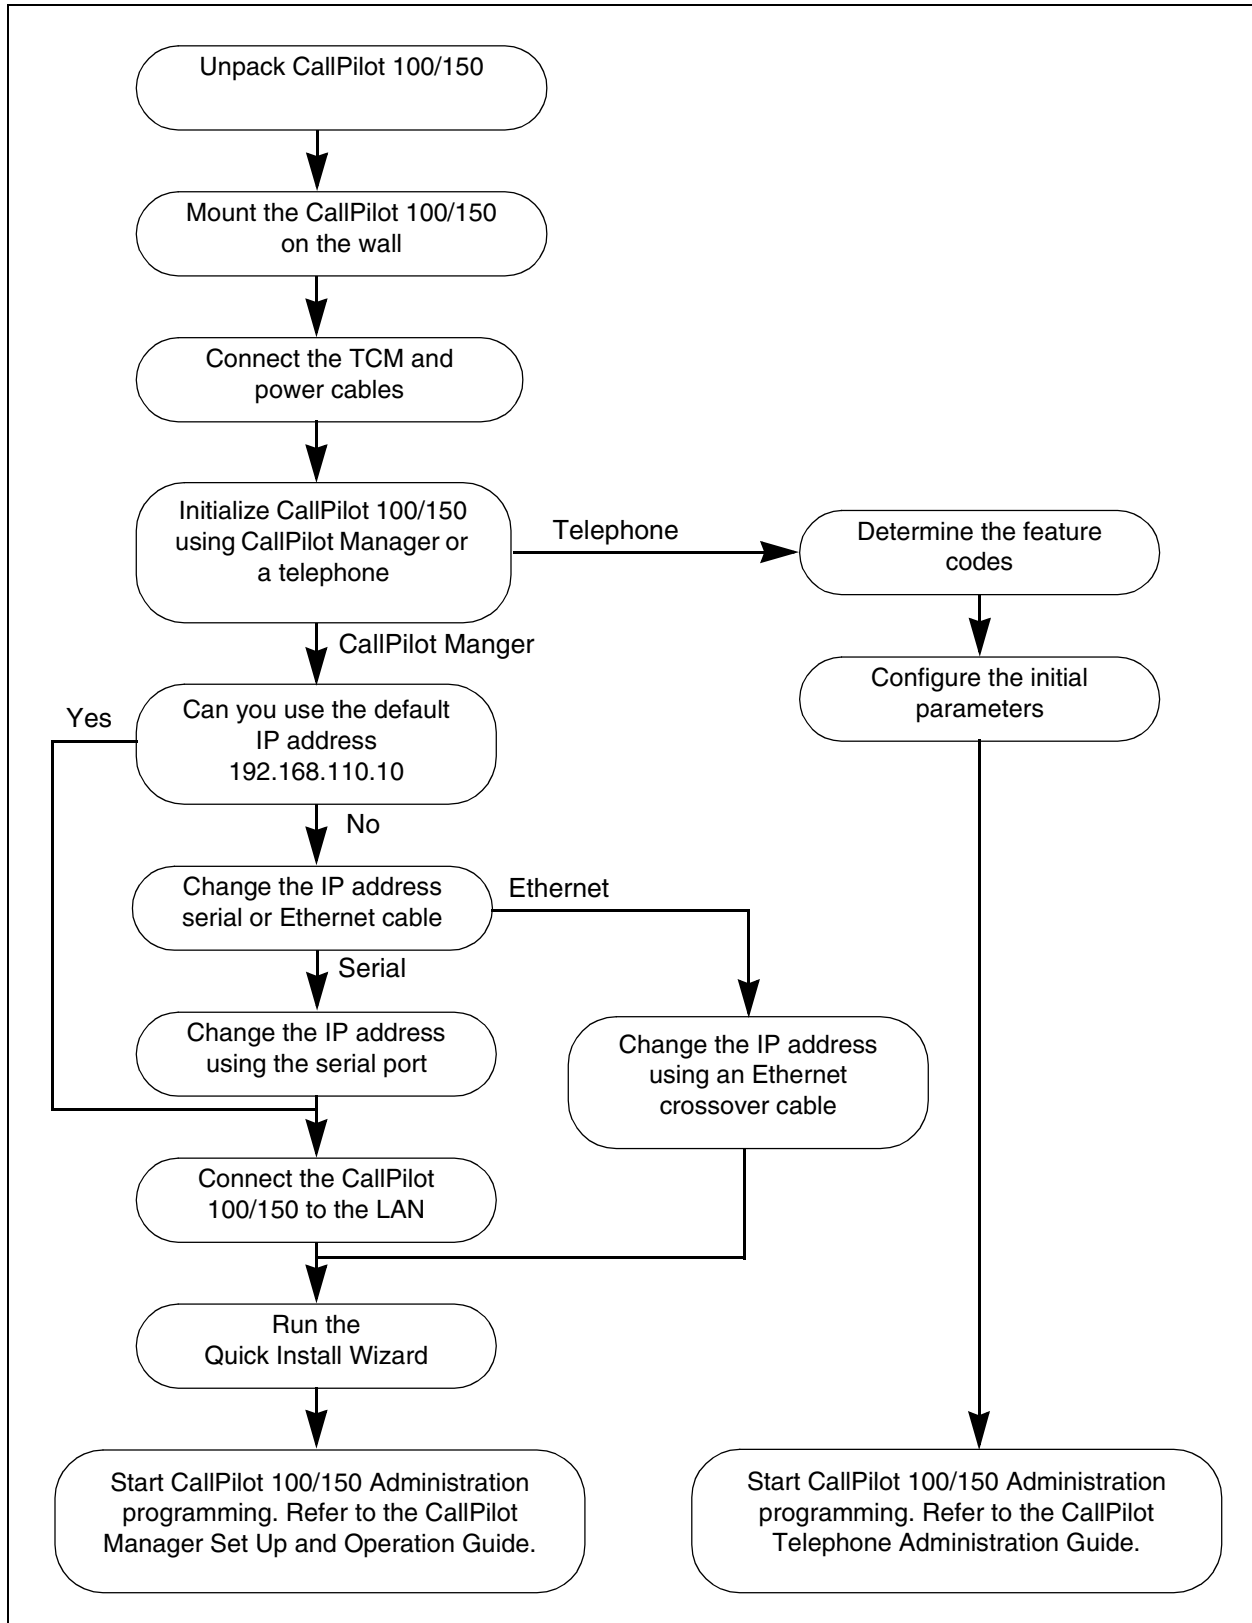 Unpack CallPilot 100/150
Mount the CallPilot 100/150
on the wall
Connect the TCM and
power cables
Initialize CallPilot 100/150
using CallPilot Manager or
a telephone
Telephone
Determine the feature
codes
CallPilot Manger
Configure the initial
parameters
Yes
Can you use the default
IP address
192.168.110.10
No
Change the IP address
serial or Ethernet cable
Ethernet
Serial
Change the IP address
using the serial port
Change the IP address
using an Ethernet
crossover cable
Connect the CallPilot
100/150 to the LAN
Run the
Quick Install Wizard
Start CallPilot 100/150 Administration
programming. Refer to the CallPilot
Manager Set Up and Operation Guide.
Start CallPilot 100/150 Administration
programming. Refer to the CallPilot
Telephone Administration Guide.